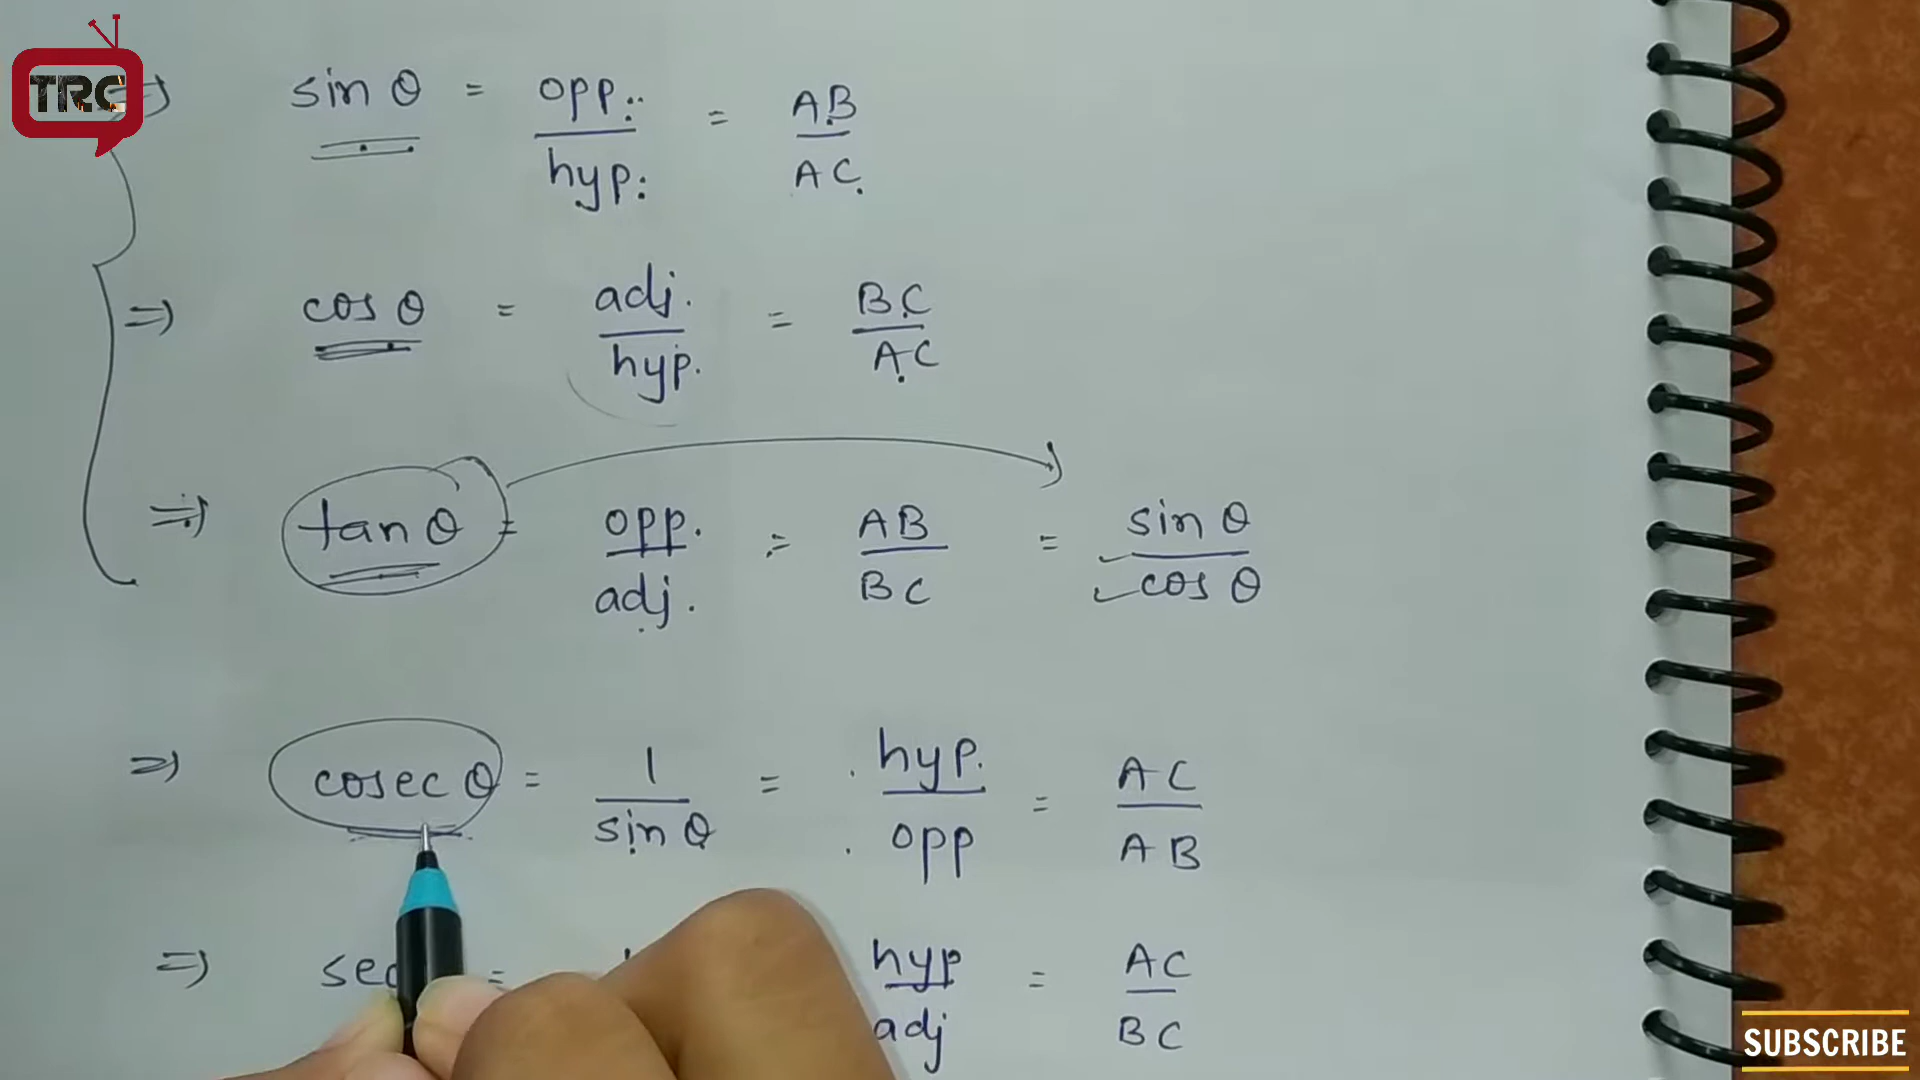 TRC
⇒ sin θ = opp. / hyp. = AB / AC
⇒ cos θ = adj. / hyp. = BC / AC
⇒ tan θ = opp. / adj. = AB / BC = sin θ / cos θ
⇒ cosec θ = 1 / sin θ = hyp. / opp = AC / AB
⇒ sec = hyp / adj = AC / BC
SUBSCRIBE